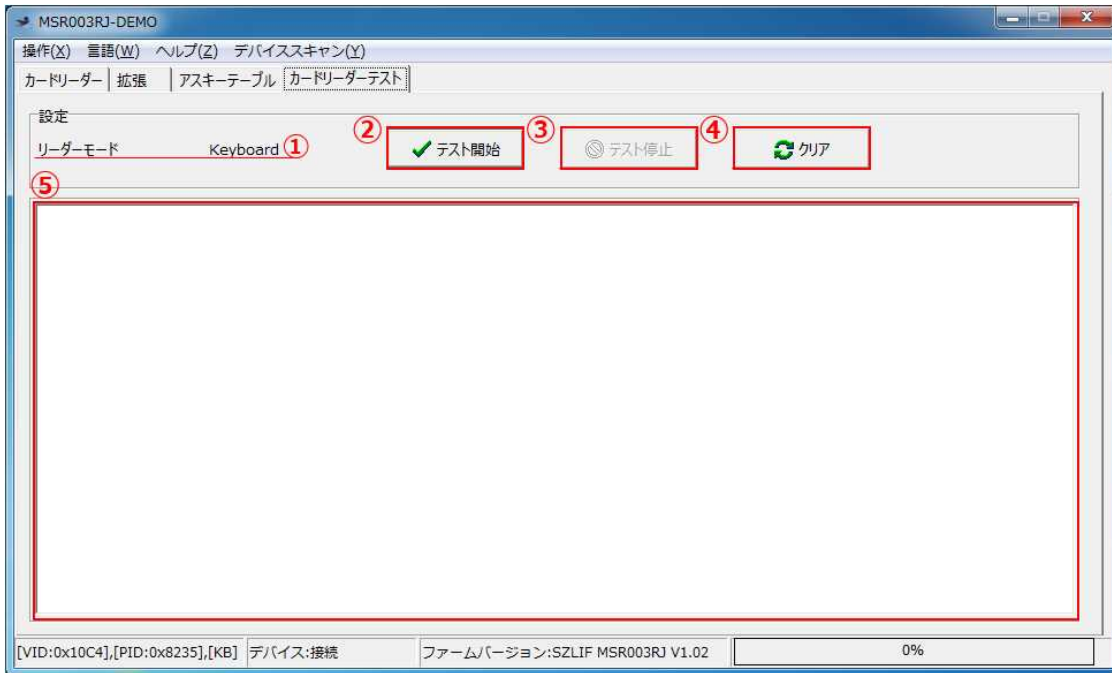 MSR003RJ-DEMO
操作(X) 言語(W) ヘルプ(Z) デバイススキャン(Y)
カードリーダー 拡張 アスキーテーブル カードリーダーテスト
設定
リーダーモード Keyboard ① ② テスト開始 ③ テスト停止 ④ クリア
⑤
[VID:0x10C4],[PID:0x8235],[KB] デバイス:接続 ファームバージョン:SZLIF MSR003RJ V1.02 0%